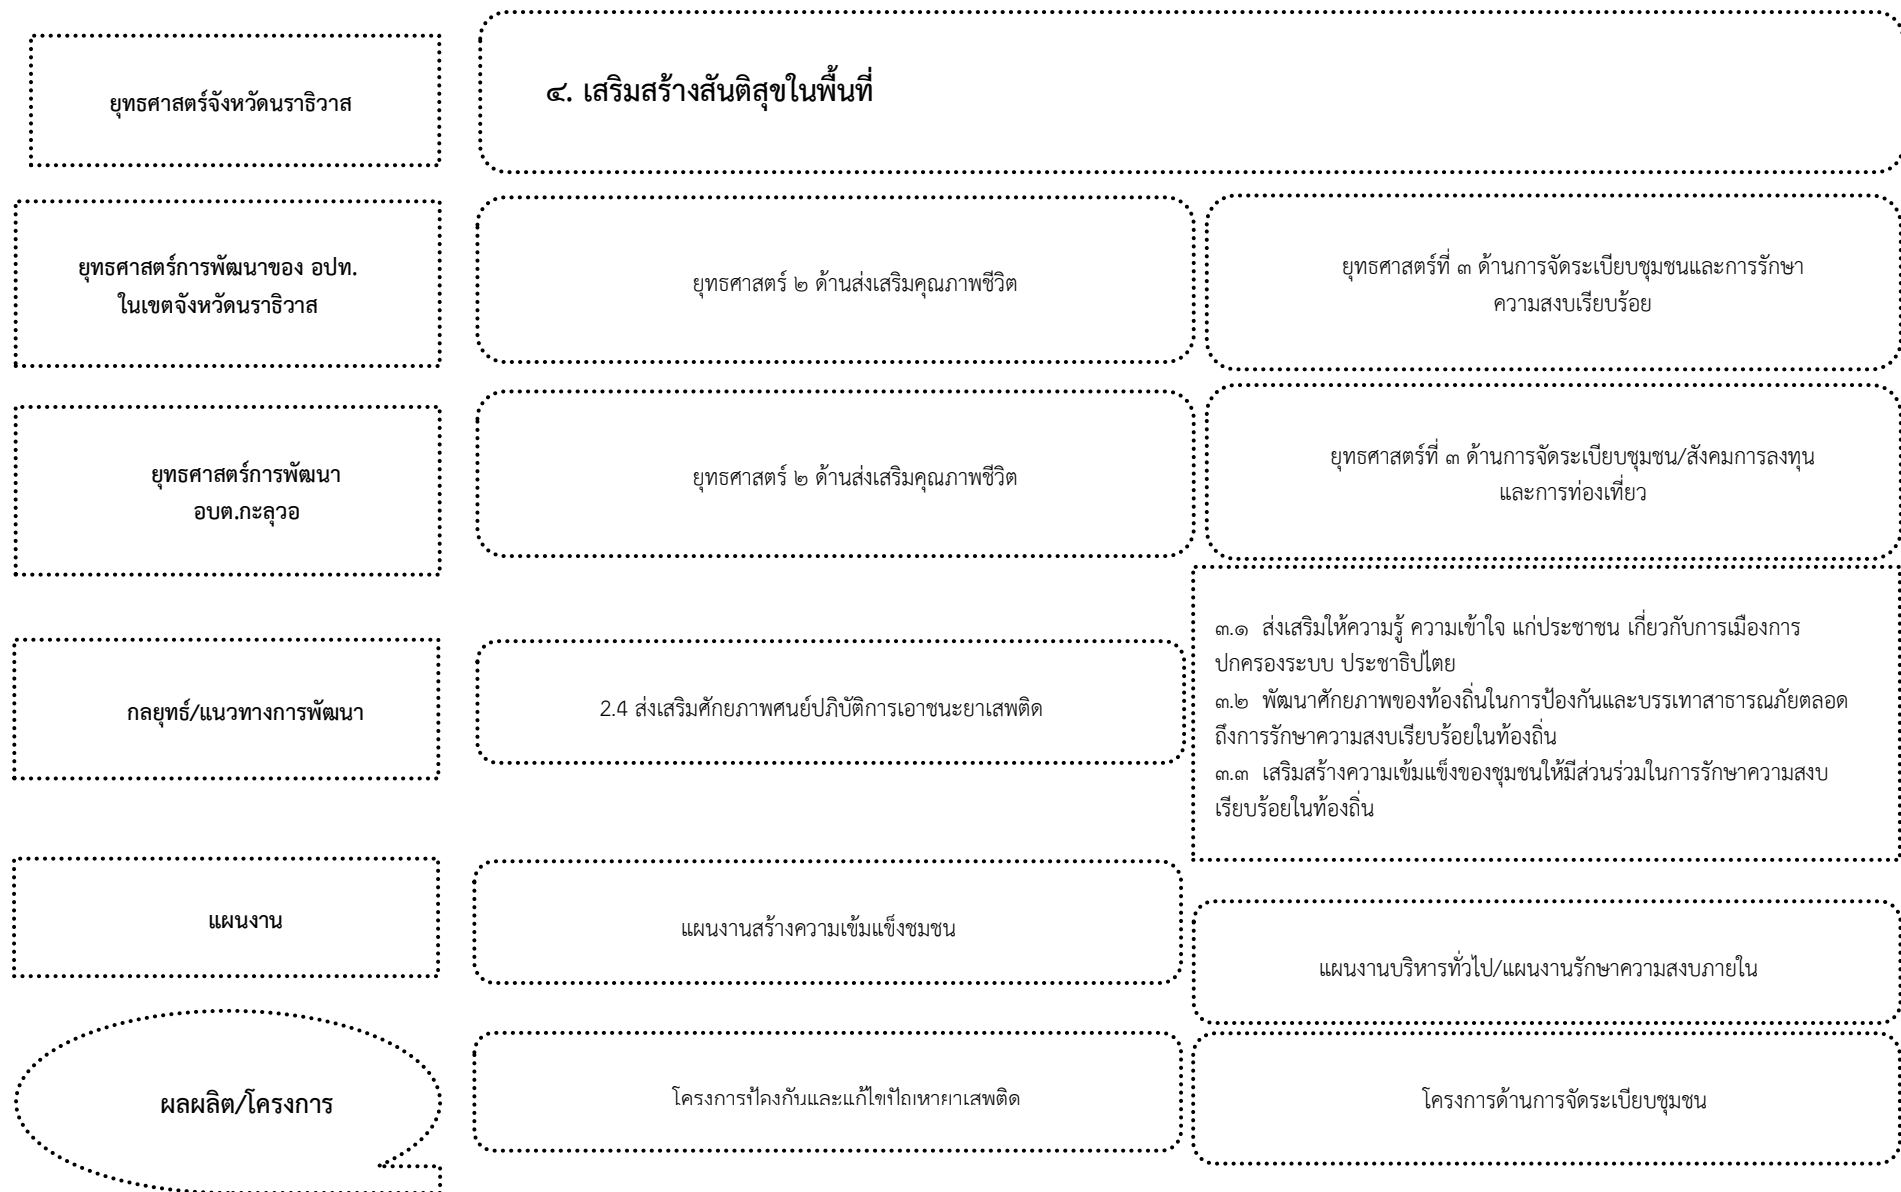 ยุทธศาสตร์จังหวัดนราธิวาส
๔. เสริมสร้างสันติสุขในพื้นที่
ยุทธศาสตร์การพัฒนาของ อปท.
ในเขตจังหวัดนราธิวาส
ยุทธศาสตร์ ๒ ด้านส่งเสริมคุณภาพชีวิต
ยุทธศาสตร์ที่ ๓ ด้านการจัดระเบียบชุมชนและการรักษา
ความสงบเรียบร้อย
ยุทธศาสตร์การพัฒนา
อบต.กะลุวอ
ยุทธศาสตร์ ๒ ด้านส่งเสริมคุณภาพชีวิต
ยุทธศาสตร์ที่ ๓ ด้านการจัดระเบียบชุมชน/สังคมการลงทุน
และการท่องเที่ยว
กลยุทธ์/แนวทางการพัฒนา
2.4 ส่งเสริมศักยภาพศนย์ปฏิบัติการเอาชนะยาเสพติด
๓.๑ ส่งเสริมให้ความรู้ ความเข้าใจ แก่ประชาชน เกี่ยวกับการเมืองการ
ปกครองระบบ ประชาธิปไตย
๓.๒ พัฒนาศักยภาพของท้องถิ่นในการป้องกันและบรรเทาสาธารณภัยตลอด
ถึงการรักษาความสงบเรียบร้อยในท้องถิ่น
๓.๓ เสริมสร้างความเข้มแข็งของชุมชนให้มีส่วนร่วมในการรักษาความสงบ
เรียบร้อยในท้องถิ่น
แผนงาน
แผนงานสร้างความเข้มแข็งชุมชน
แผนงานบริหารทั่วไป/แผนงานรักษาความสงบภายใน
ผลผลิต/โครงการ
โครงการป้องกันและแก้ไขปัญหายาเสพติด
โครงการด้านการจัดระเบียบชุมชน